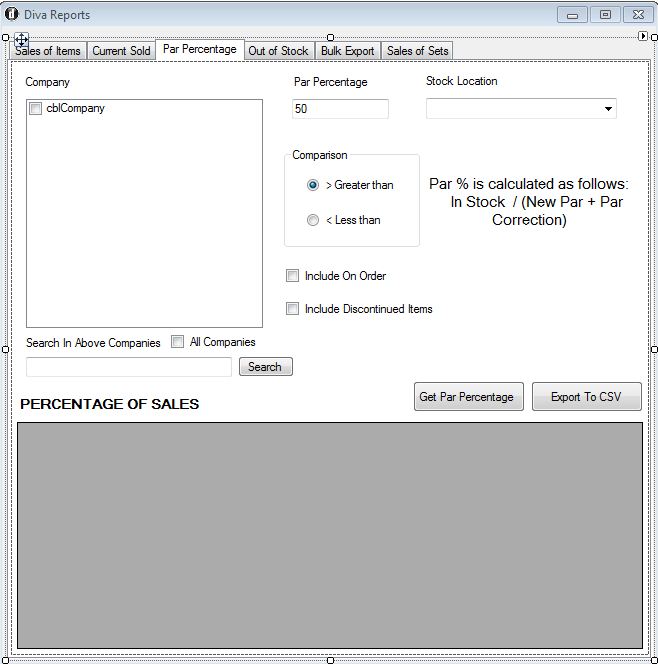 Diva Reports
Sales of Items Current Sold Par Percentage Out of Stock Bulk Export Sales of Sets
Company Par Percentage Stock Location
cblCompany
50
Comparison
> Greater than
< Less than
Par % is calculated as follows:
In Stock / (New Par + Par
Correction)
Include On Order
Include Discontinued Items
Search In Above Companies All Companies
Search
PERCENTAGE OF SALES
Get Par Percentage Export To CSV